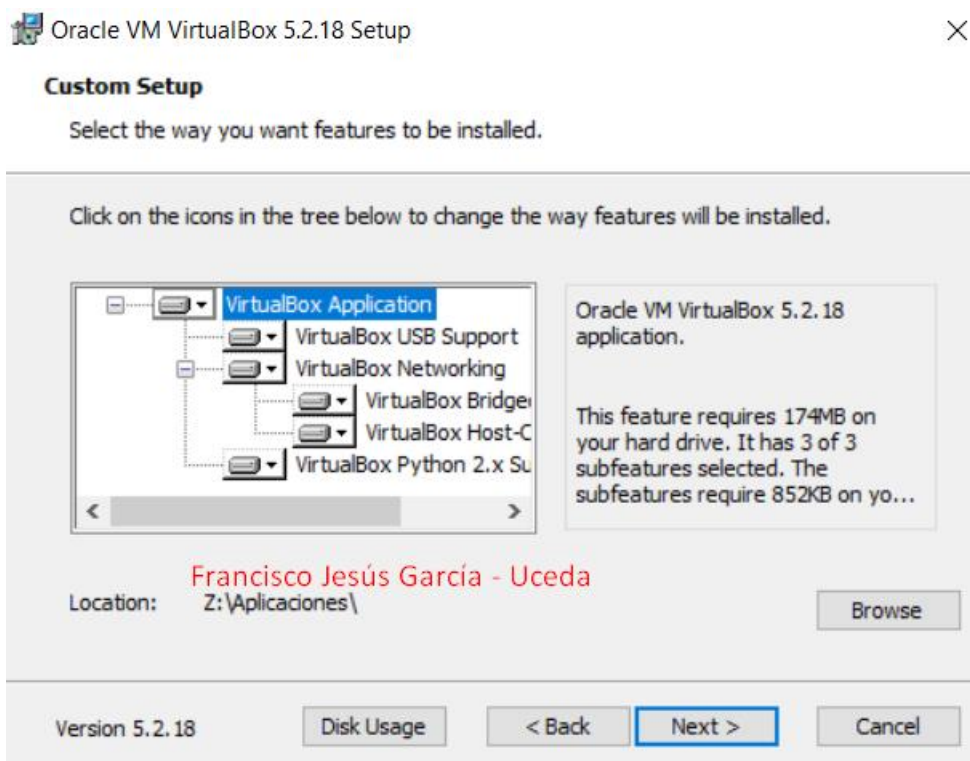 Oracle VM VirtualBox 5.2.18 Setup
Custom Setup
Select the way you want features to be installed.
Click on the icons in the tree below to change the way features will be installed.
VirtualBox Application
VirtualBox USB Support
VirtualBox Networking
VirtualBox Bridge
VirtualBox Host-C
VirtualBox Python 2.x Su
Oracle VM VirtualBox 5.2.18
application.
This feature requires 174MB on
your hard drive. It has 3 of 3
subfeatures selected. The
subfeatures require 852KB on yo...
Francisco Jesús García - Uceda
Location: Z:\Aplicaciones\
Browse
Version 5.2.18
Disk Usage
< Back
Next >
Cancel